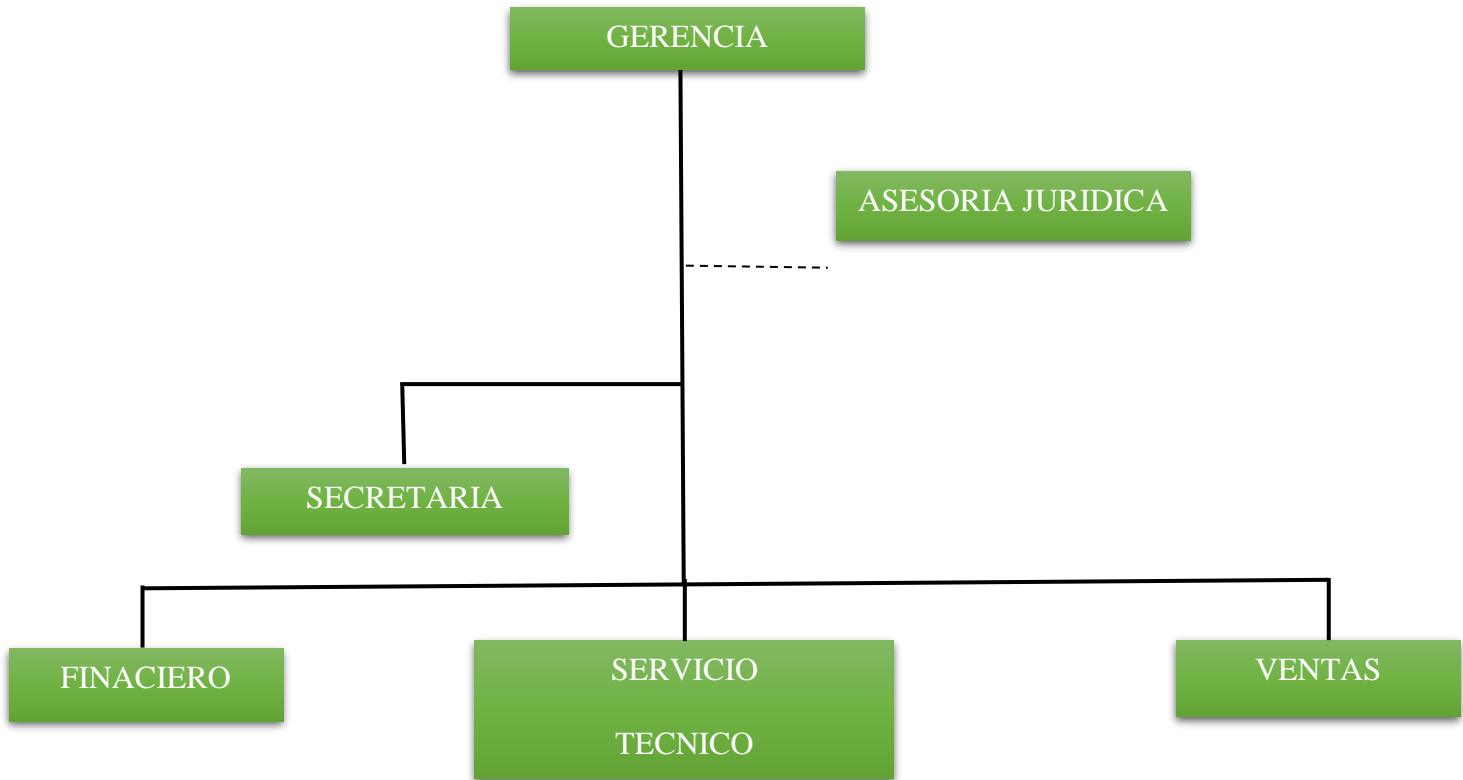 GERENCIA
ASESORIA JURIDICA
SECRETARIA
FINACIERO
SERVICIO
TECNICO
VENTAS